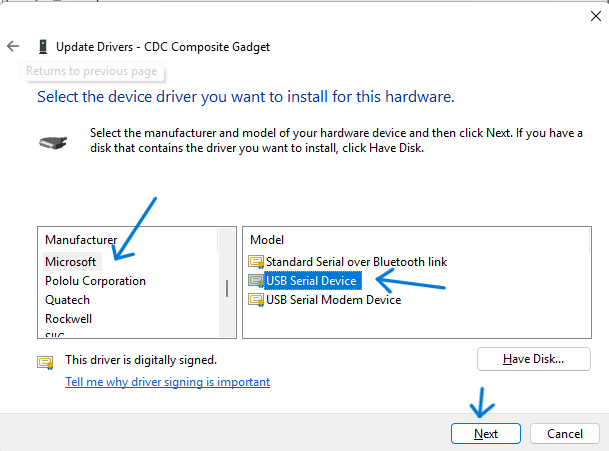 Update Drivers - CDC Composite Gadget
Returns to previous page
Select the device driver you want to install for this hardware.
Select the manufacturer and model of your hardware device and then click Next. If you have a
disk that contains the driver you want to install, click Have Disk.
Manufacturer
Microsoft
Pololu Corporation
Quatech
Rockwell
Model
Standard Serial over Bluetooth link
USB Serial Device
USB Serial Modem Device
This driver is digitally signed.
Tell me why driver signing is important
Have Disk...
Next
Cancel